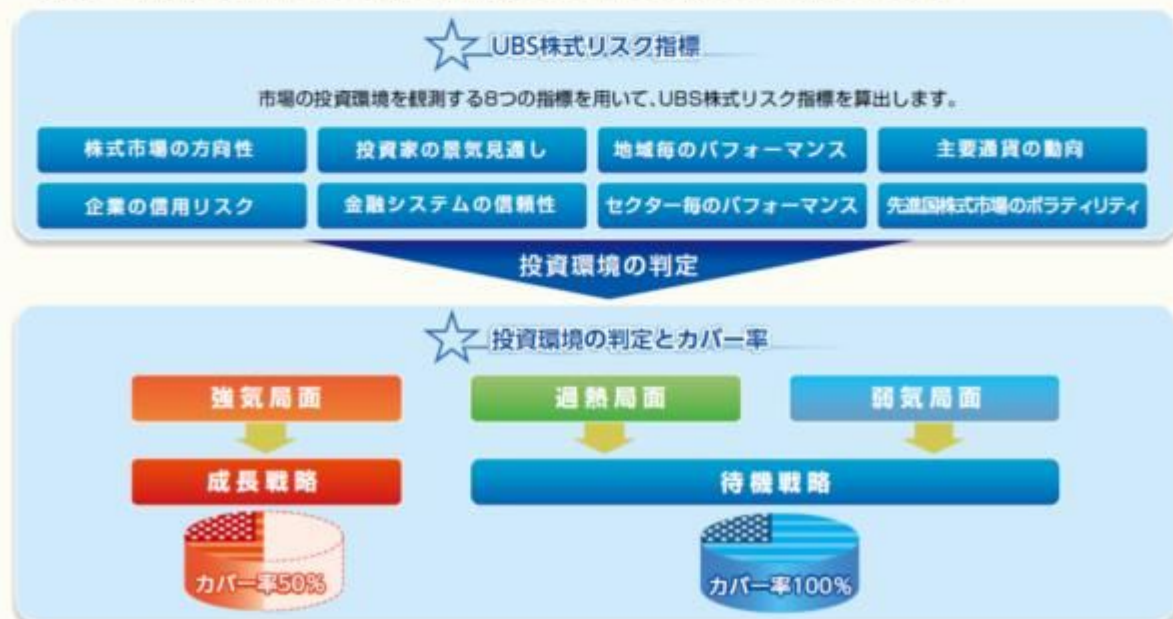 UBS株式リスク指標
市場の投資環境を観測する8つの指標を用いて、UBS株式リスク指標を算出します。
株式市場の方向性
投資家の景気見通し
地域毎のパフォーマンス
主要通貨の動向
企業の信用リスク
金融システムの信頼性
セクター毎のパフォーマンス
先進国株式市場のボラティリティ
投資環境の判定
投資環境の判定とカバー率
強気局面
過熱局面
弱気局面
成長戦略
待機戦略
カバー率50%
カバー率100%